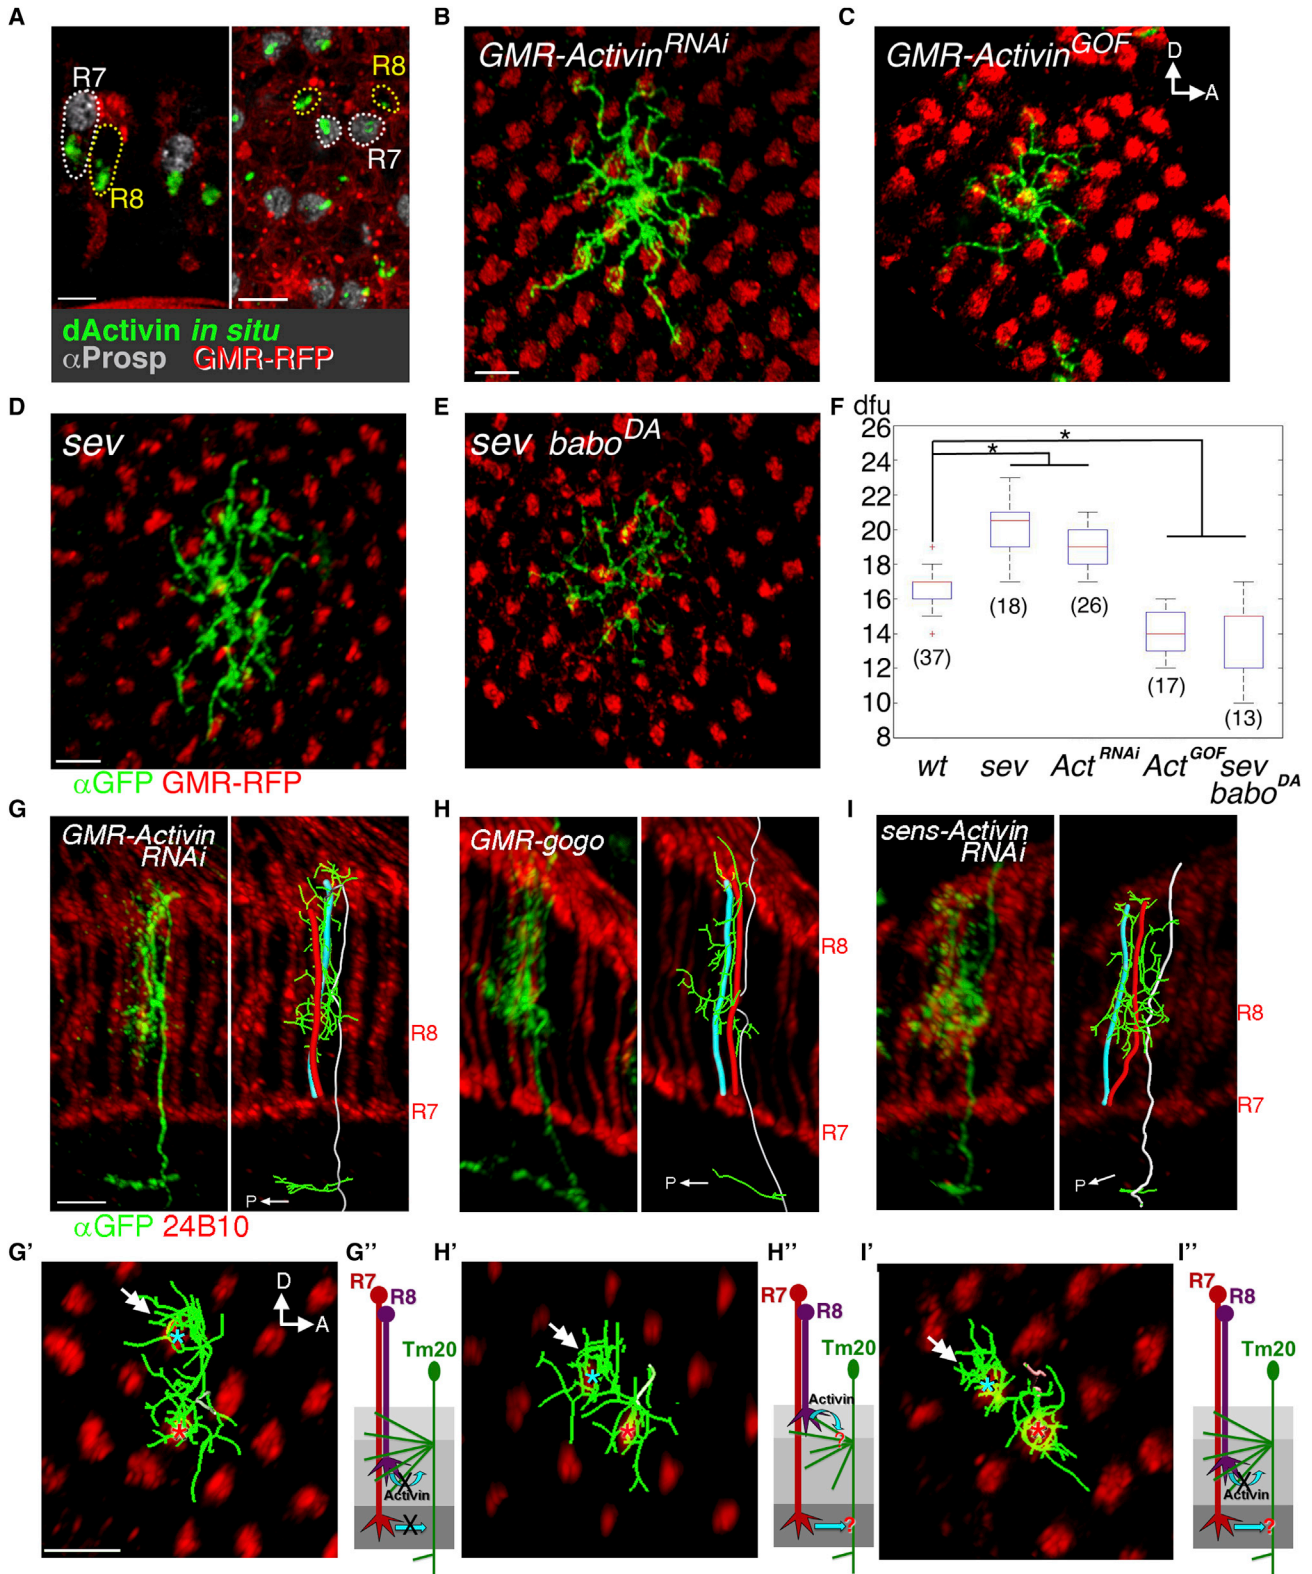 A
R7
R8
R8
R7
dActivin in situ
αProsp GMR-RFP
B
GMR-Activin^RNAi
C
GMR-Activin^GOF
D
A
D
sev
αGFP GMR-RFP
E
sev babo^DA
F
dfu
26
24
22
20
18
16
14
12
10
8
*
*
(37)
(18)
(26)
(17)
(13)
wt
sev
Act^RNAi
Act^GOF
sev
babo^DA
G
GMR-Activin
RNAi
R8
R7
P
αGFP 24B10
H
GMR-gogo
R8
R7
P
I
sens-Activin
RNAi
R8
R7
P
G'
D
A
*
*
G''
R7
R8
Tm20
X
Activin
X
H'
*
*
H''
R7
R8
Tm20
Activin
?
?
I'
*
*
I''
R7
R8
Tm20
X
Activin
?